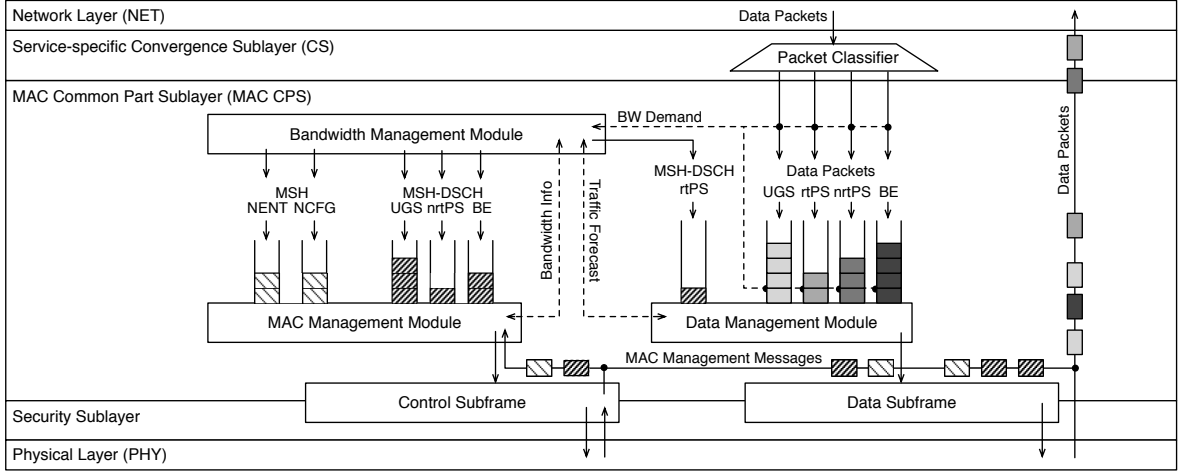 Network Layer (NET)
Data Packets
Service-specific Convergence Sublayer (CS)
Packet Classifier
MAC Common Part Sublayer (MAC CPS)
BW Demand
Bandwidth Management Module
MSH
NENT NCFG
MSH-DSCH
UGS nrtPS BE
Bandwidth Info
Traffic Forecast
MSH-DSCH
rtPS
Data Packets
UGS rtPS nrtPS BE
Data Packets
MAC Management Module
Data Management Module
MAC Management Messages
Control Subframe
Data Subframe
Security Sublayer
Physical Layer (PHY)